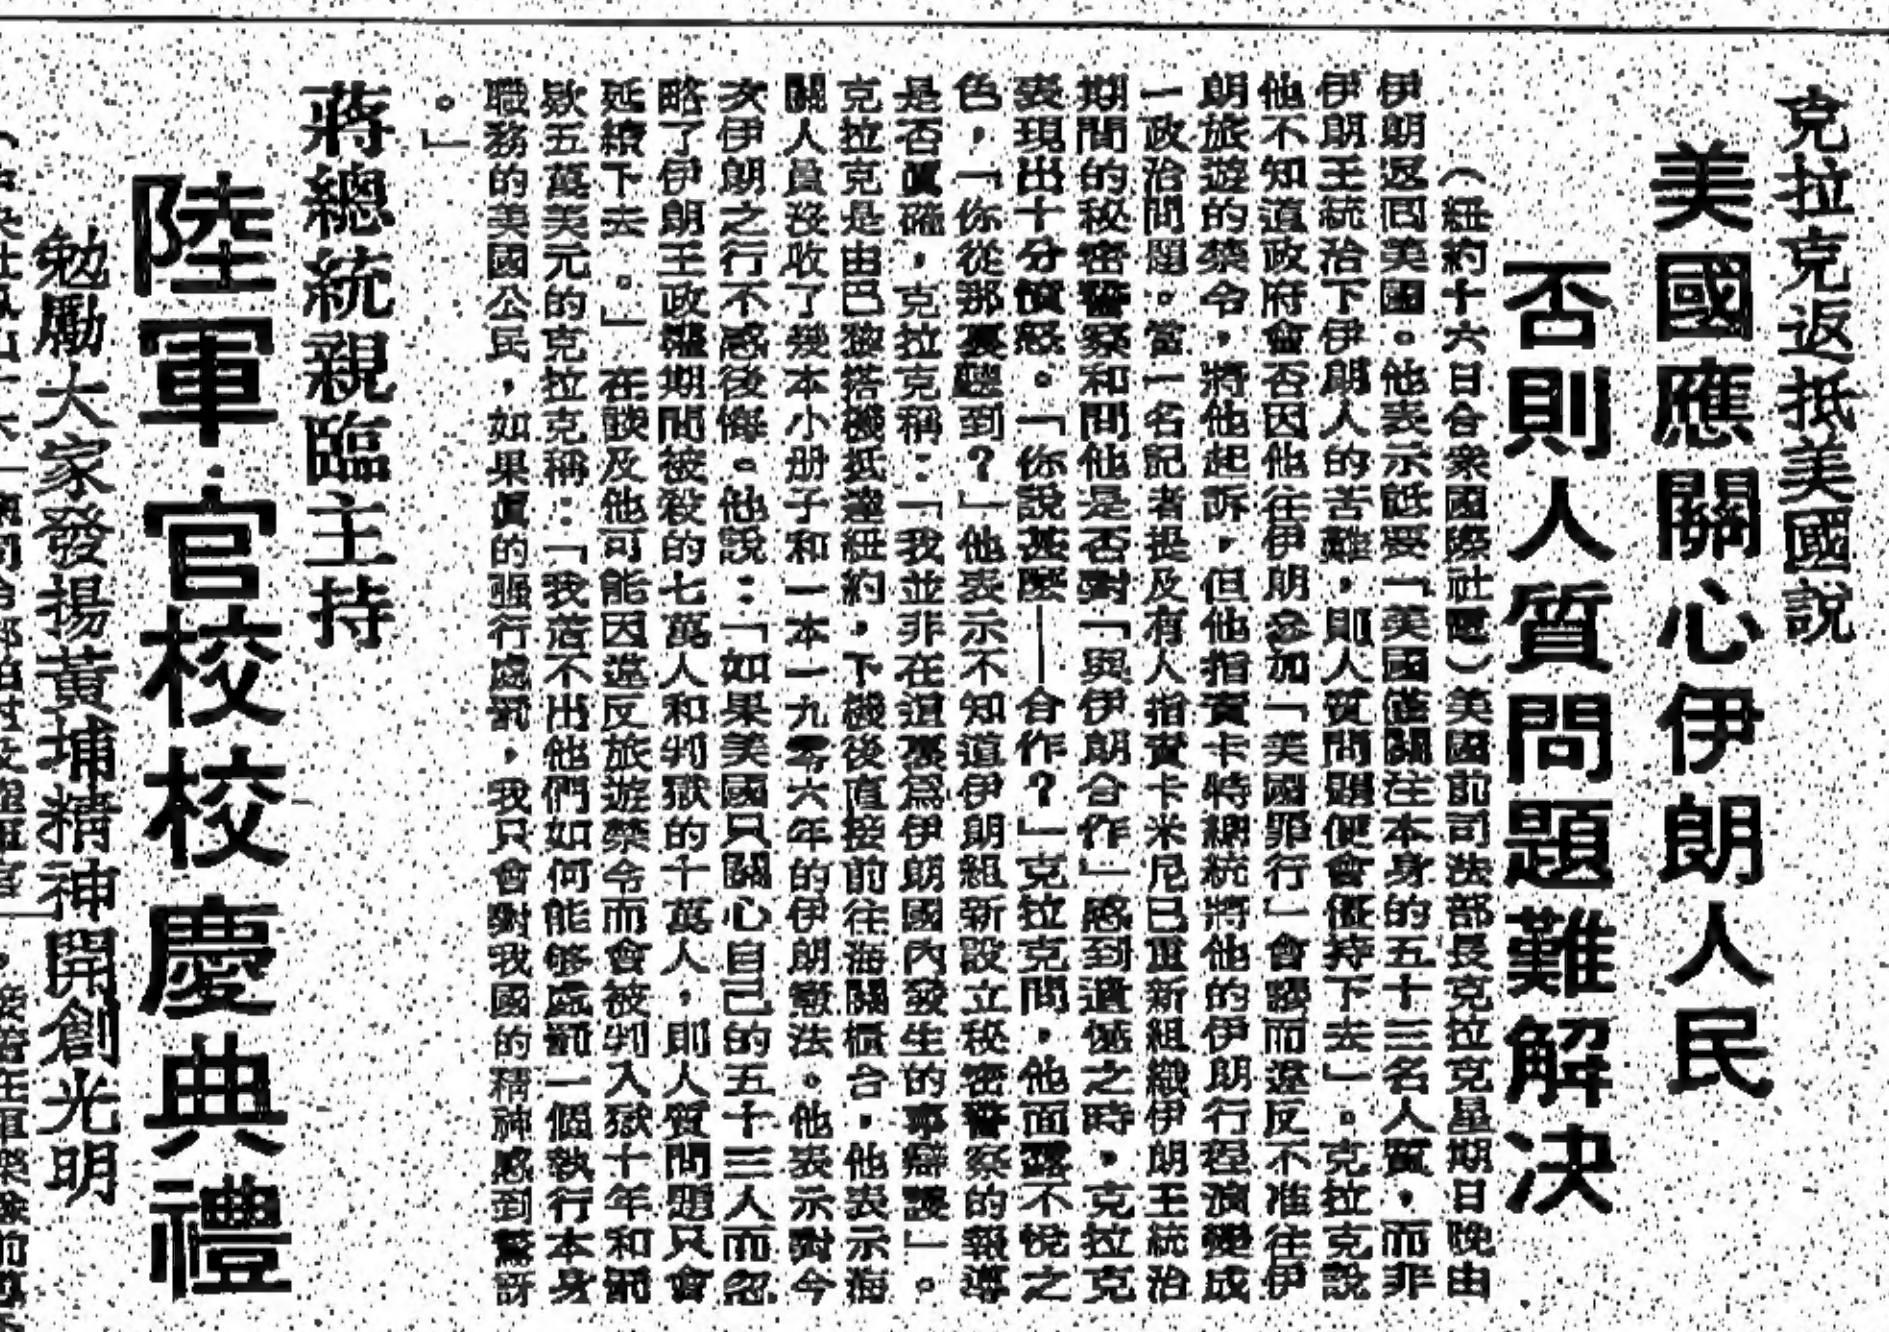 克拉克返抵美國說
美國應關心伊朗人民
否則人質問題難解決
（紐約十六日合衆國際社電）美國前司法部長克拉克星期日晚由
伊朗返回美國。他表示祗要「美國僅關注本身的五十三名人質，而非
伊朗王統治下伊朗人的苦難，則人質問題便會僵持下去」。克拉克說
他不知道政府會否因他往伊朗參加「美國罪行」會議而違反不准往伊
朗旅遊的禁令，將他起訴，但他指責卡特總統將他的伊朗行程演變成
一政治問題。當一名記者提及有人指責卡米尼已重新組織伊朗王統治
期間的秘密警察和問他是否對「與伊朗合作」感到遺憾之時，克拉克
表現出十分憤怒。「你說甚麼——合作？」克拉克問，他面露不悅之
色，「你從那裏聽到？」他表示不知道伊朗組新設立秘密警察的報導
是否眞確，克拉克稱：「我並非在這裏爲伊朗國內發生的事辯護」。
克拉克是由巴黎搭機抵達紐約，下機後直接前往海關櫃台，他表示海
關人員沒收了幾本小册子和一本一九零六年的伊朗憲法。他表示對今
次伊朗之行不感後悔。他說：「如果美國只關心自己的五十三人而忽
略了伊朗王政權期間被殺的七萬人和判獄的十萬人，則人質問題只會
延續下去。」在談及他可能因違反旅遊禁令而會被判入獄十年和罰
欵五萬美元的克拉克稱：「我看不出他們如何能够處罰一個執行本身
職務的美國公民，如果眞的强行處罰，我只會對我國的精神感到驚訝
。」
蔣總統親臨主持
陸軍官校校慶典禮
勉勵大家發揚黃埔精神開創光明